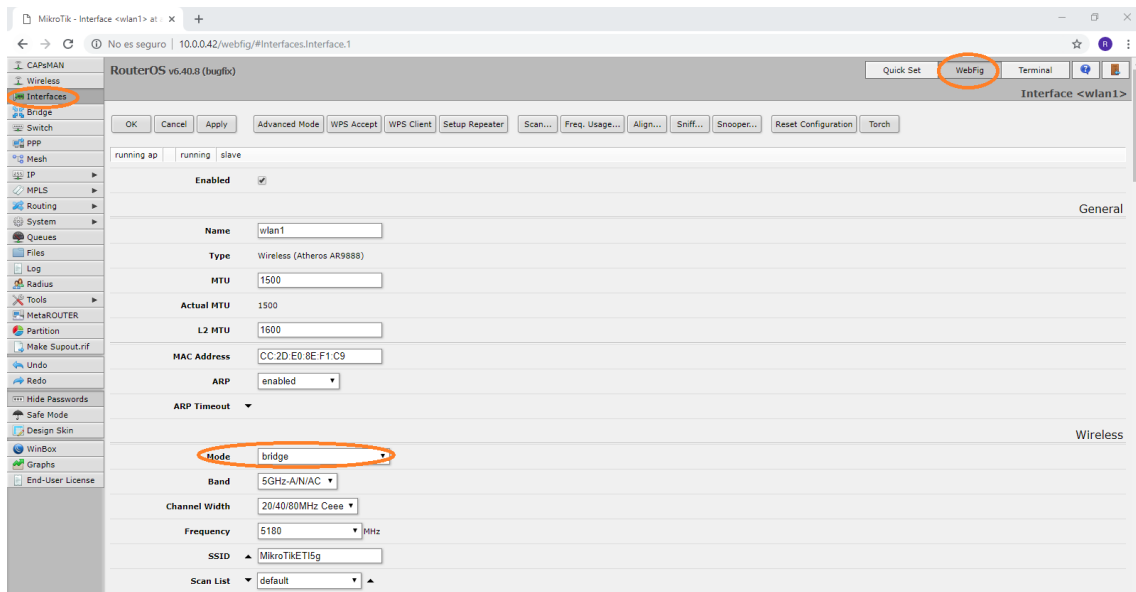 MikroTik - Interface <wlan1> at
No es seguro | 10.0.0.42/webfig/#Interfaces.Interface.1
R
CAPsMAN
Wireless
Interfaces
Bridge
Switch
PPP
Mesh
IP
MPLS
Routing
System
Queues
Files
Log
Radius
Tools
MetaROUTER
Partition
Make Supout.rif
Undo
Redo
Hide Passwords
Safe Mode
Design Skin
WinBox
Graphs
End-User License
RouterOS v6.40.8 (bugfix)
Quick Set WebFig Terminal
Interface <wlan1>
OK Cancel Apply Advanced Mode WPS Accept WPS Client Setup Repeater Scan... Freq. Usage... Align... Sniff... Snooper... Reset Configuration Torch
running ap running slave
Enabled
General
Name wlan1
Type Wireless (Atheros AR9888)
MTU 1500
Actual MTU 1500
L2 MTU 1600
MAC Address CC:2D:E0:8E:F1:C9
ARP enabled
ARP Timeout
Wireless
Mode bridge
Band 5GHz-A/N/AC
Channel Width 20/40/80MHz Ceee
Frequency 5180 MHz
SSID MikroTikETI5g
Scan List default